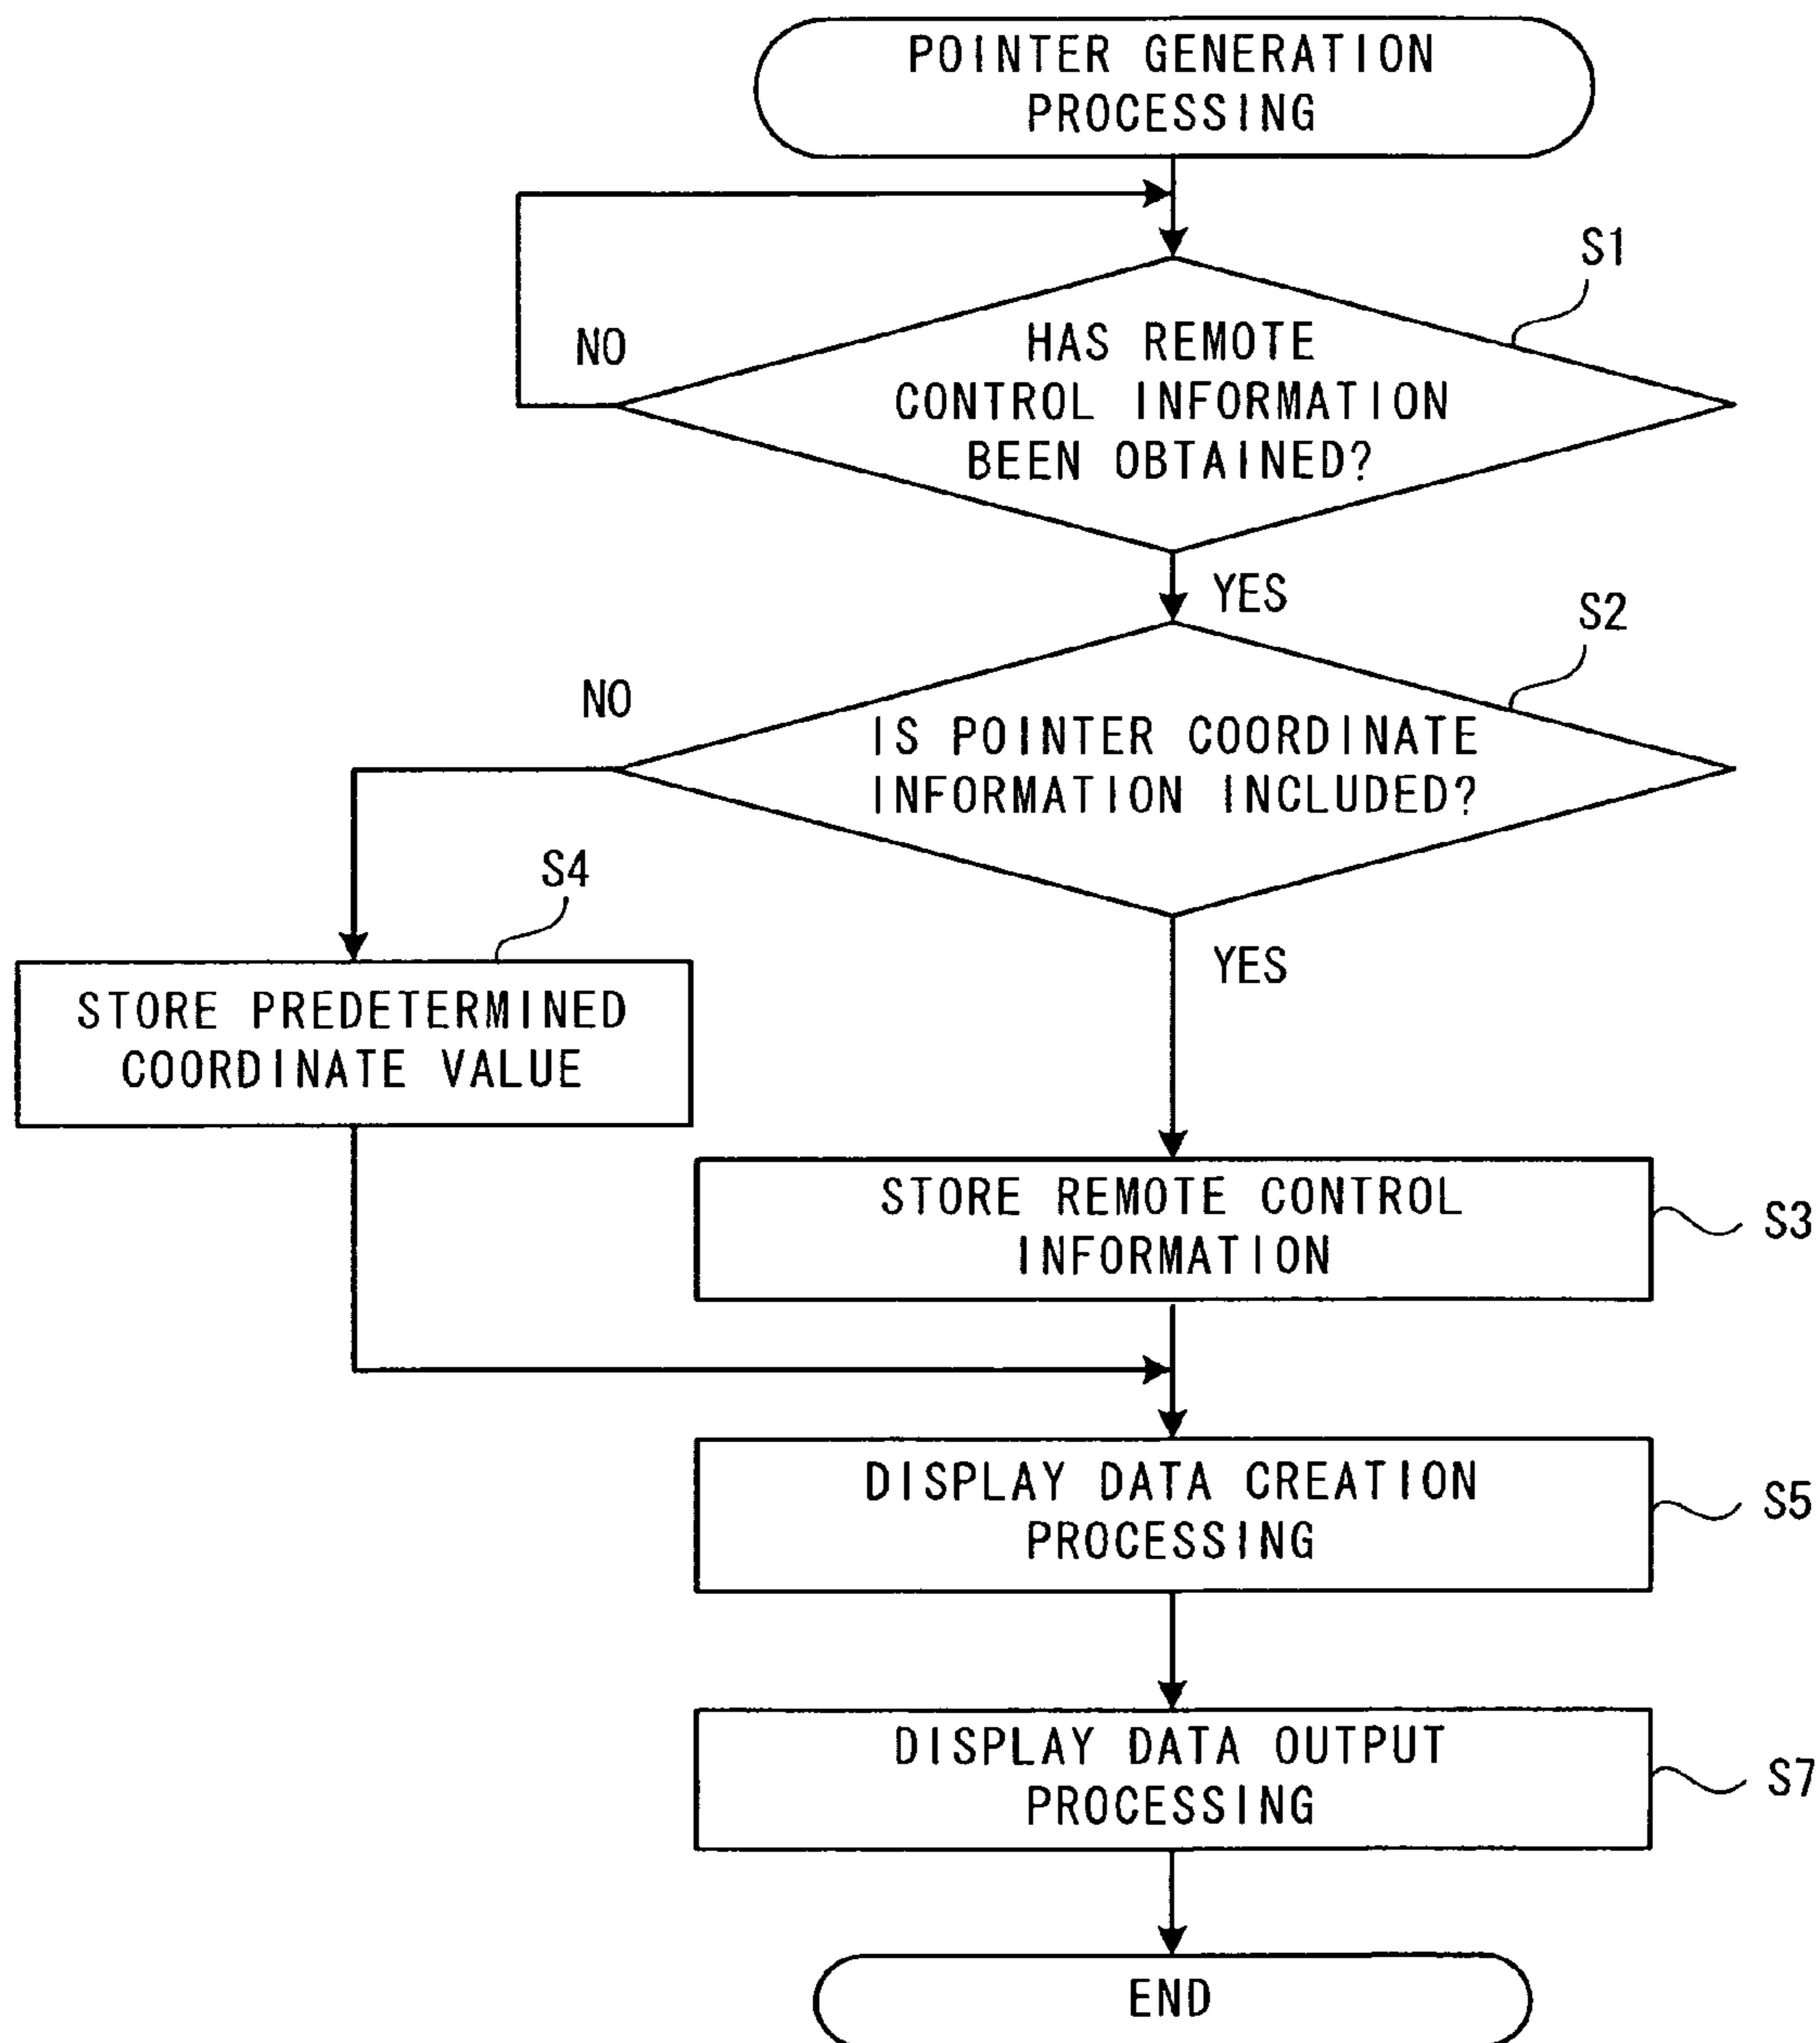 POINTER GENERATION
PROCESSING
S1
NO
HAS REMOTE
CONTROL INFORMATION
BEEN OBTAINED?
YES
S2
NO
IS POINTER COORDINATE
INFORMATION INCLUDED?
S4
YES
STORE PREDETERMINED
COORDINATE VALUE
STORE REMOTE CONTROL
INFORMATION
S3
DISPLAY DATA CREATION
PROCESSING
S5
DISPLAY DATA OUTPUT
PROCESSING
S7
END